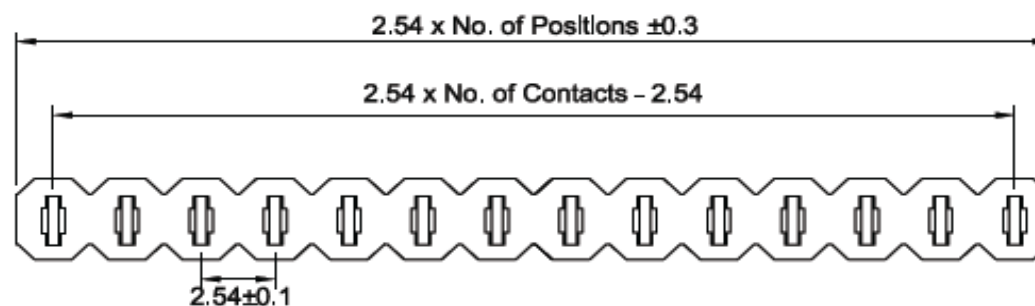 2.54 x No. of Positions ±0.3
2.54 x No. of Contacts - 2.54
2.54±0.1